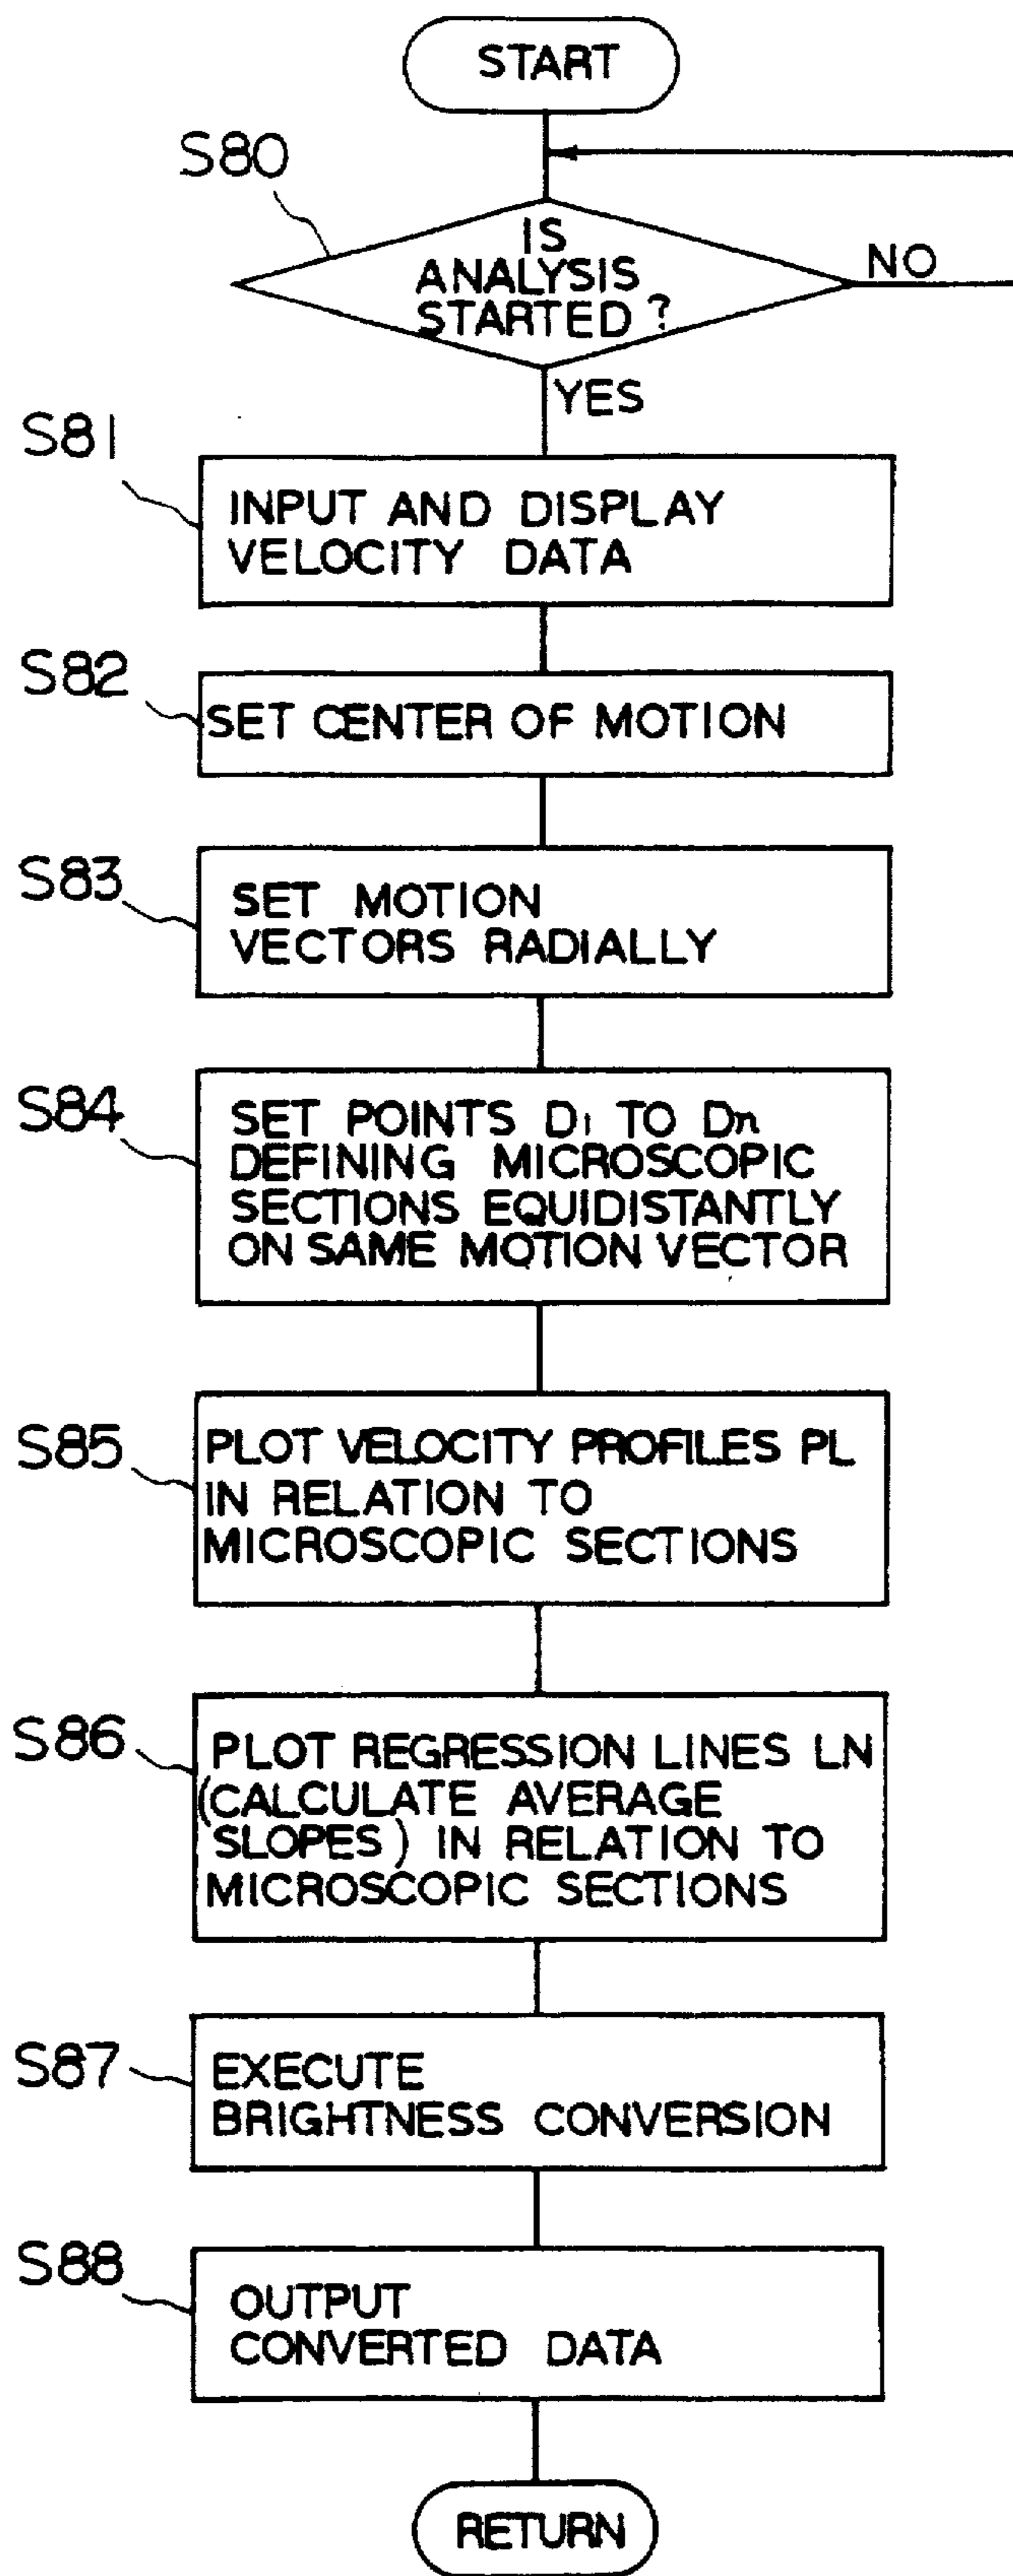 START
S80
IS
ANALYSIS
STARTED ?
NO
YES
S81
INPUT AND DISPLAY
VELOCITY DATA
S82
SET CENTER OF MOTION
S83
SET MOTION
VECTORS RADIALLY
S84
SET POINTS D1 TO Dn
DEFINING MICROSCOPIC
SECTIONS EQUIDISTANTLY
ON SAME MOTION VECTOR
S85
PLOT VELOCITY PROFILES PL
IN RELATION TO
MICROSCOPIC SECTIONS
S86
PLOT REGRESSION LINES LN
(CALCULATE AVERAGE
SLOPES) IN RELATION TO
MICROSCOPIC SECTIONS
S87
EXECUTE
BRIGHTNESS CONVERSION
S88
OUTPUT
CONVERTED DATA
RETURN